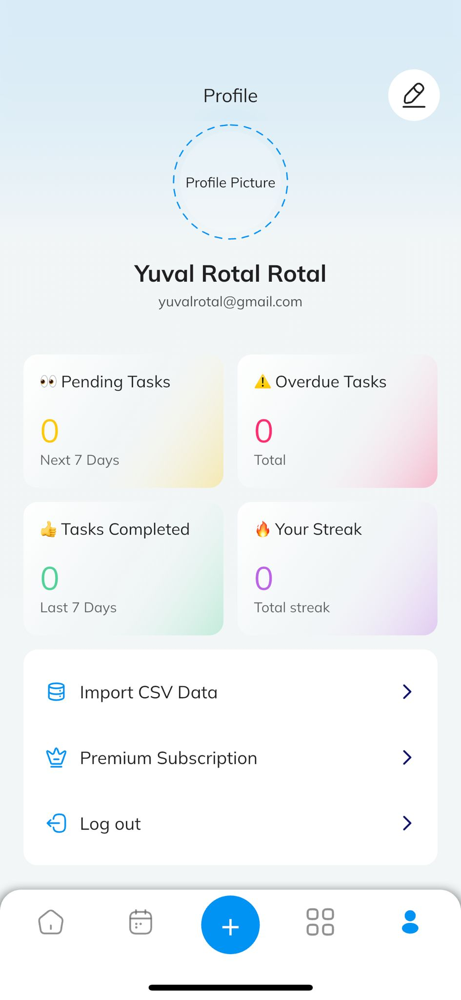 Profile
Profile Picture
Yuval Rotal Rotal
yuvalrotal@gmail.com
👀 Pending Tasks
0
Next 7 Days
⚠️ Overdue Tasks
0
Total
👍 Tasks Completed
0
Last 7 Days
🔥 Your Streak
0
Total streak
Import CSV Data
Premium Subscription
Log out